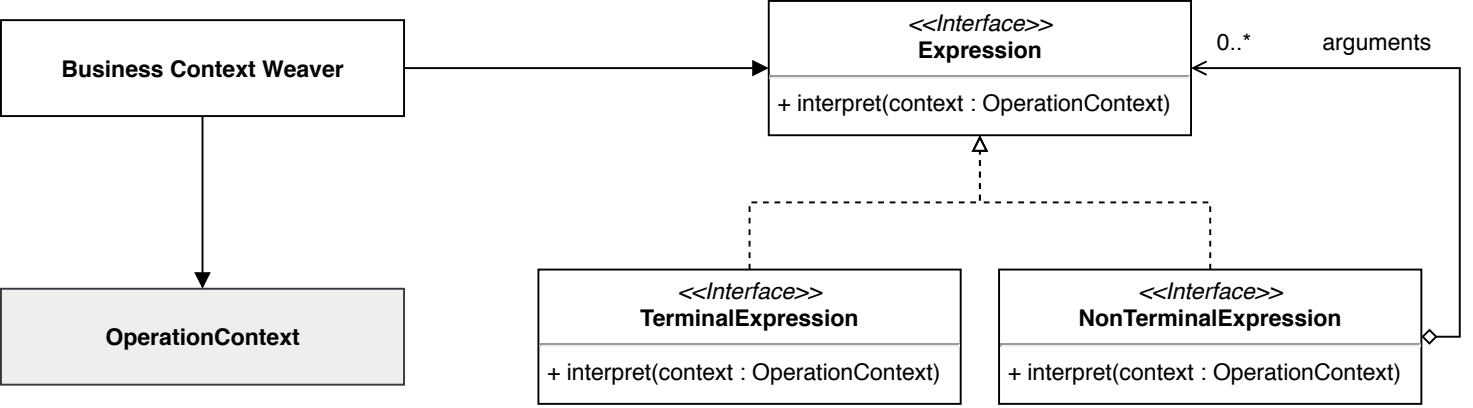 Business Context Weaver
<<Interface>>
Expression
+ interpret(context : OperationContext)
0..*
arguments
OperationContext
<<Interface>>
TerminalExpression
+ interpret(context : OperationContext)
<<Interface>>
NonTerminalExpression
+ interpret(context : OperationContext)